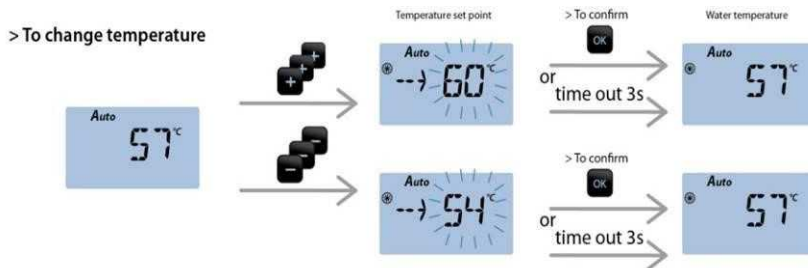 > To change temperature
Temperature set point
> To confirm
Water temperature
Auto
57°C
+ + +
Auto
60°C
OK
or
time out 3s
Auto
57°C
- - -
Auto
54°C
> To confirm
OK
or
time out 3s
Auto
57°C